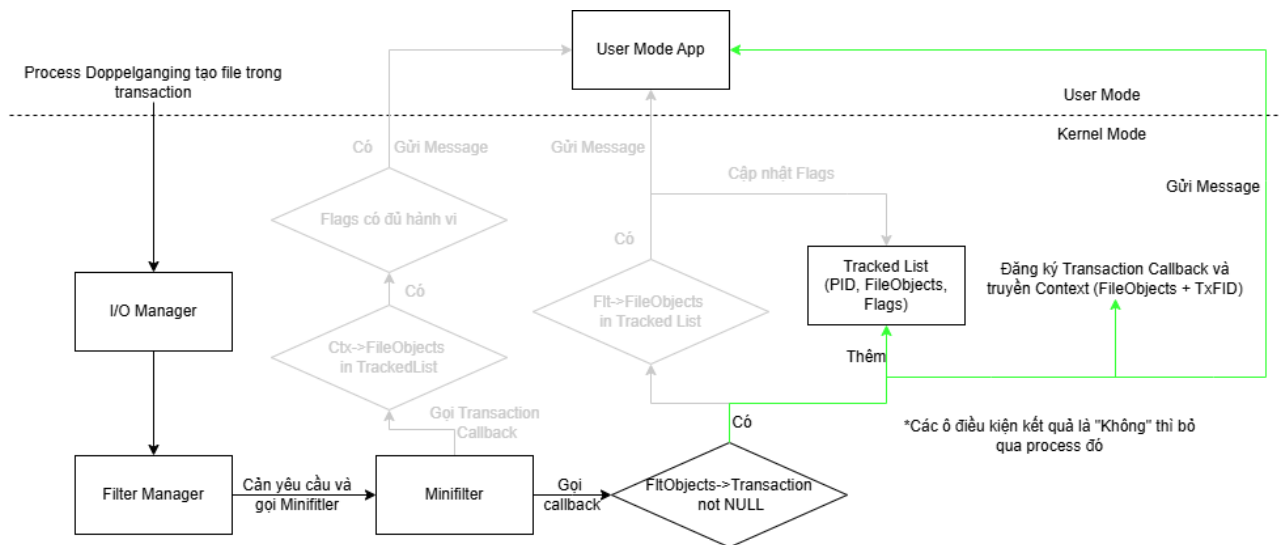 User Mode App
Process Doppelganging tạo file trong
transaction
User Mode
Kernel Mode
Có
Gửi Message
Gửi Message
Cập nhật Flags
Gửi Message
Flags có đủ hành vi
Có
Có
I/O Manager
Flt->FileObjects
in Tracked List
Tracked List
(PID, FileObjects,
Flags)
Đăng ký Transaction Callback và
truyền Context (FileObjects + TxFID)
Ctx->FileObjects
in TrackedList
Thêm
Gọi Transaction
Callback
Có
*Các ô điều kiện kết quả là "Không" thì bỏ
qua process đó
Filter Manager
Cản yêu cầu và
gọi Minifitler
Minifilter
Gọi
callback
FltObjects->Transaction
not NULL